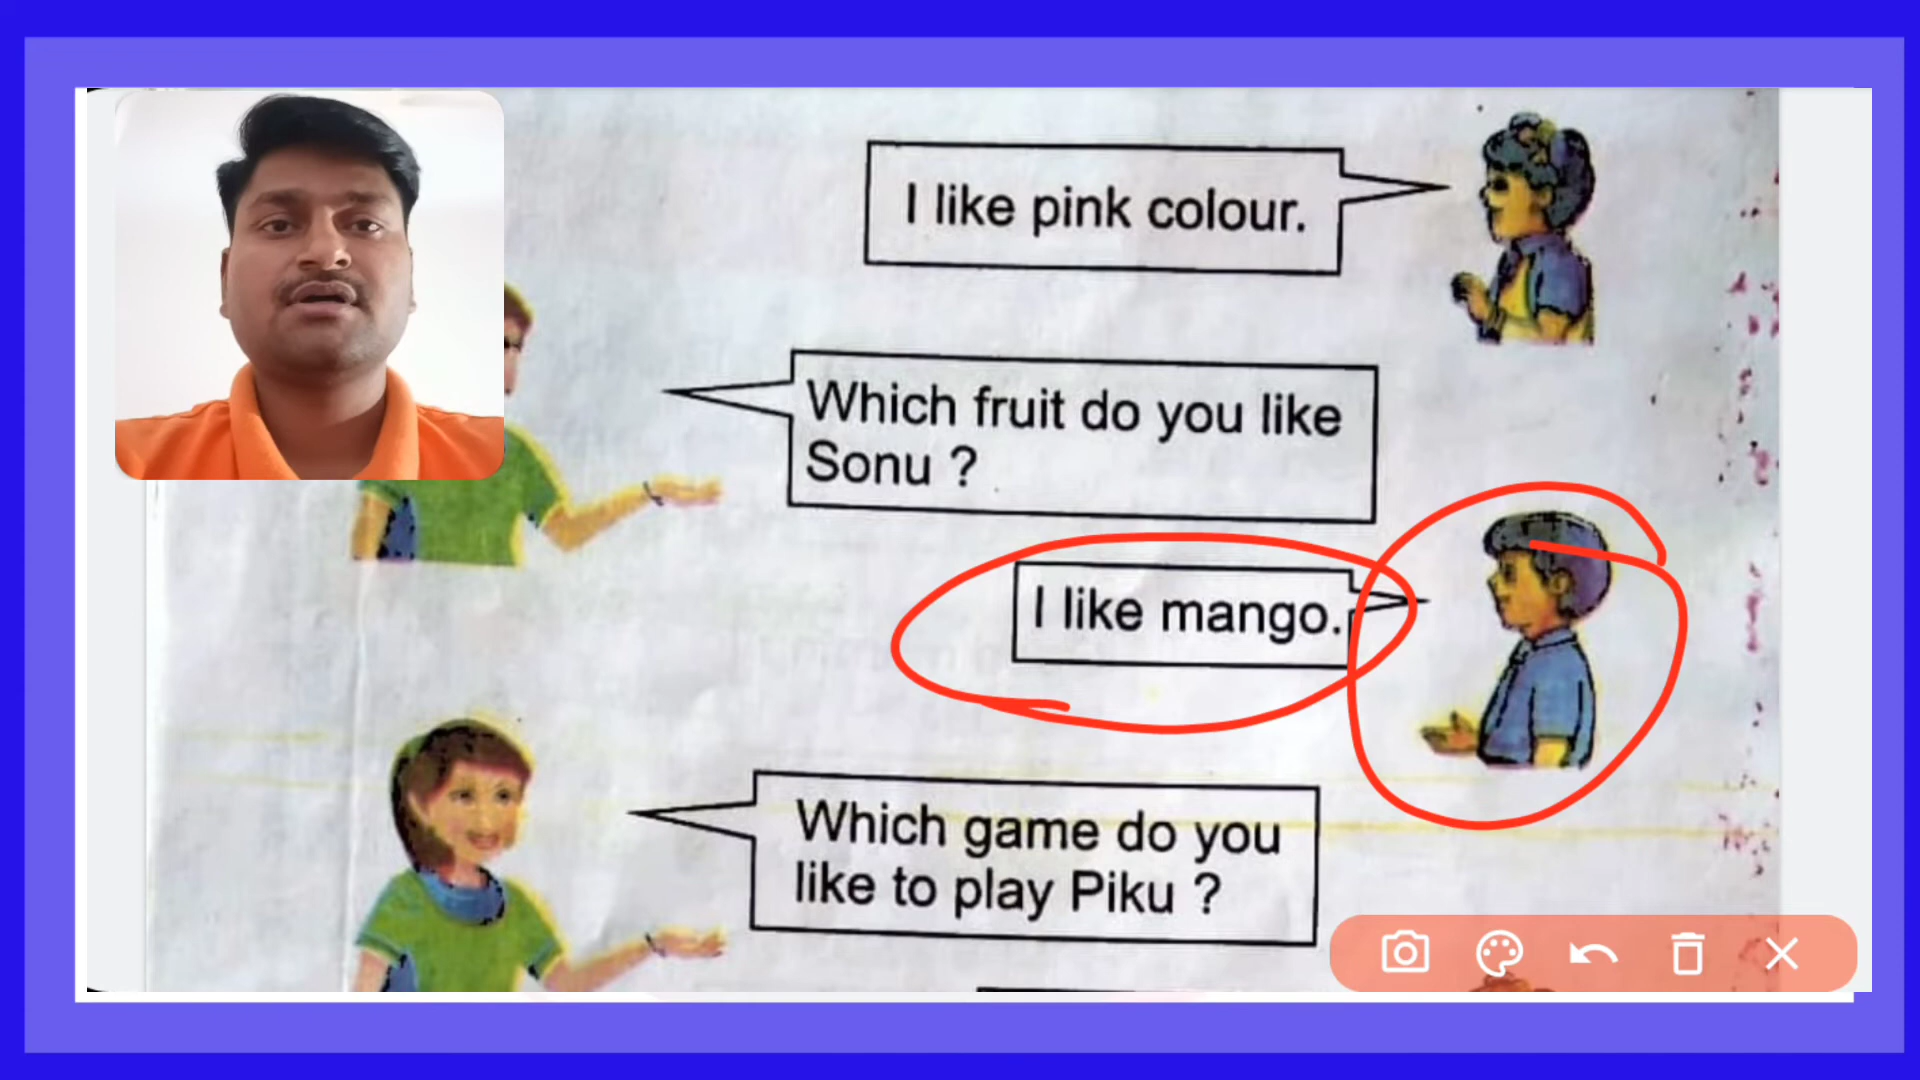 I like pink colour.
Which fruit do you like
Sonu ?
I like mango.
Which game do you
like to play Piku ?